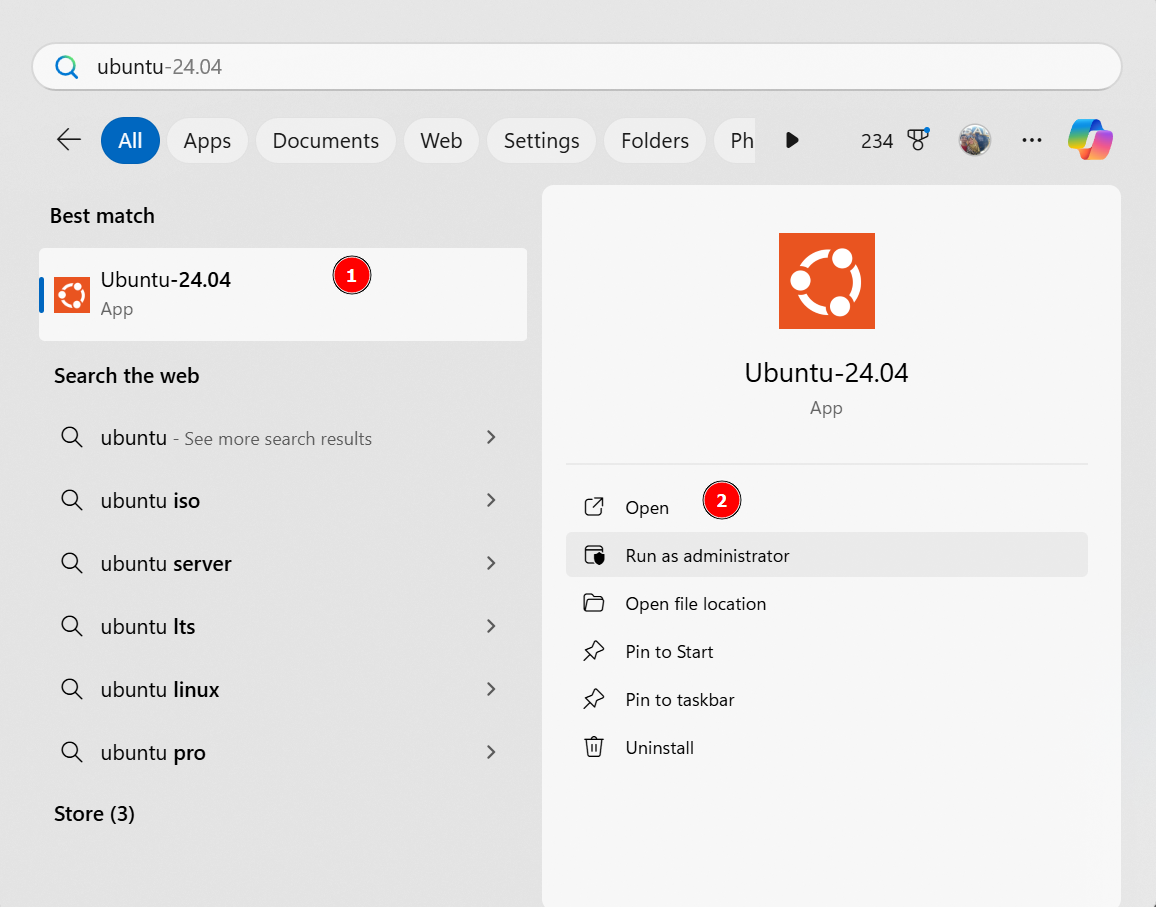 ubuntu-24.04
All Apps Documents Web Settings Folders Ph 234
Best match
Ubuntu-24.04
App
1
Search the web
ubuntu - See more search results
ubuntu iso
ubuntu server
ubuntu lts
ubuntu linux
ubuntu pro
Store (3)
Ubuntu-24.04
App
Open
2
Run as administrator
Open file location
Pin to Start
Pin to taskbar
Uninstall